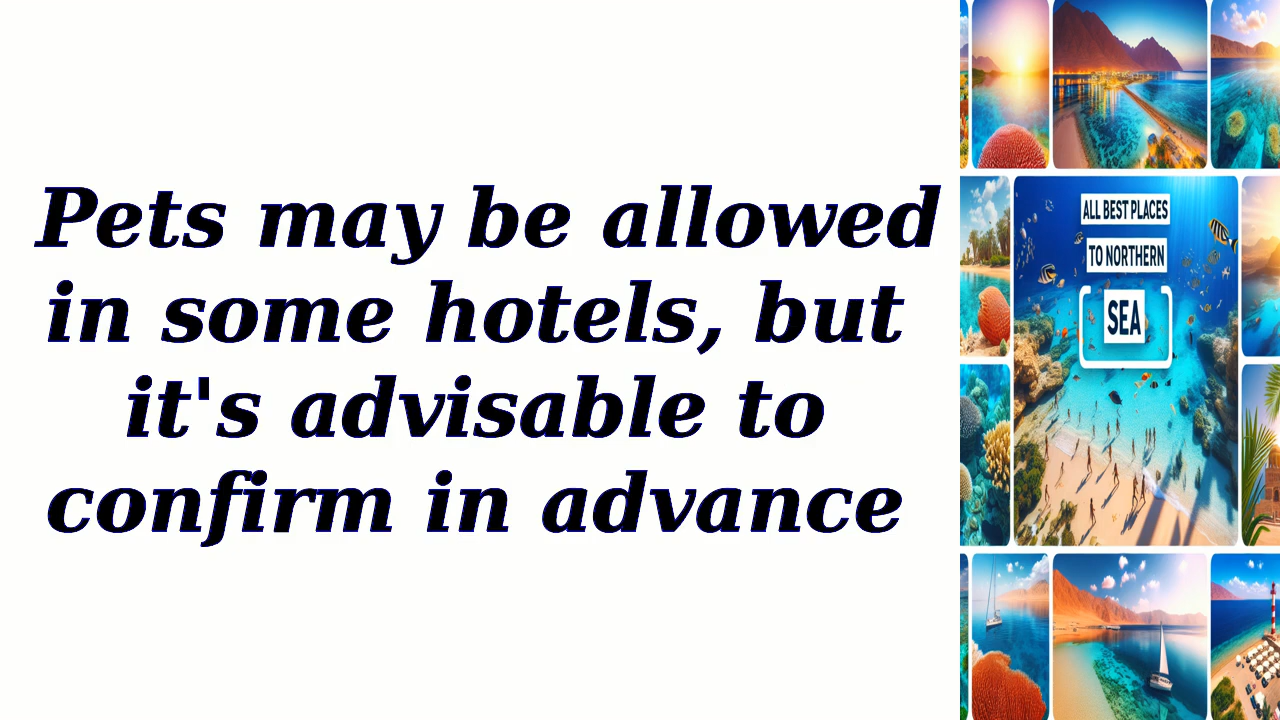 Pets may be allowed
in some hotels, but
it's advisable to
confirm in advance
ALL BEST PLACES
TO NORTHERN
SEA